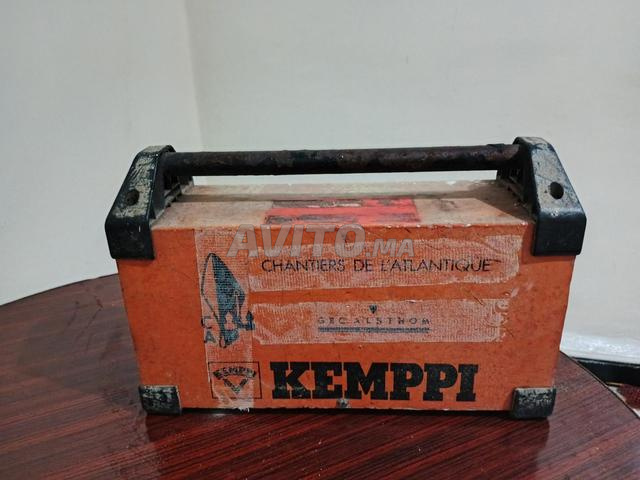 AVITO.MA
CHANTIERS DE L'ATLANTIQUE
C
A
GEC ALSTHOM
KEMPPI
KEMPPI